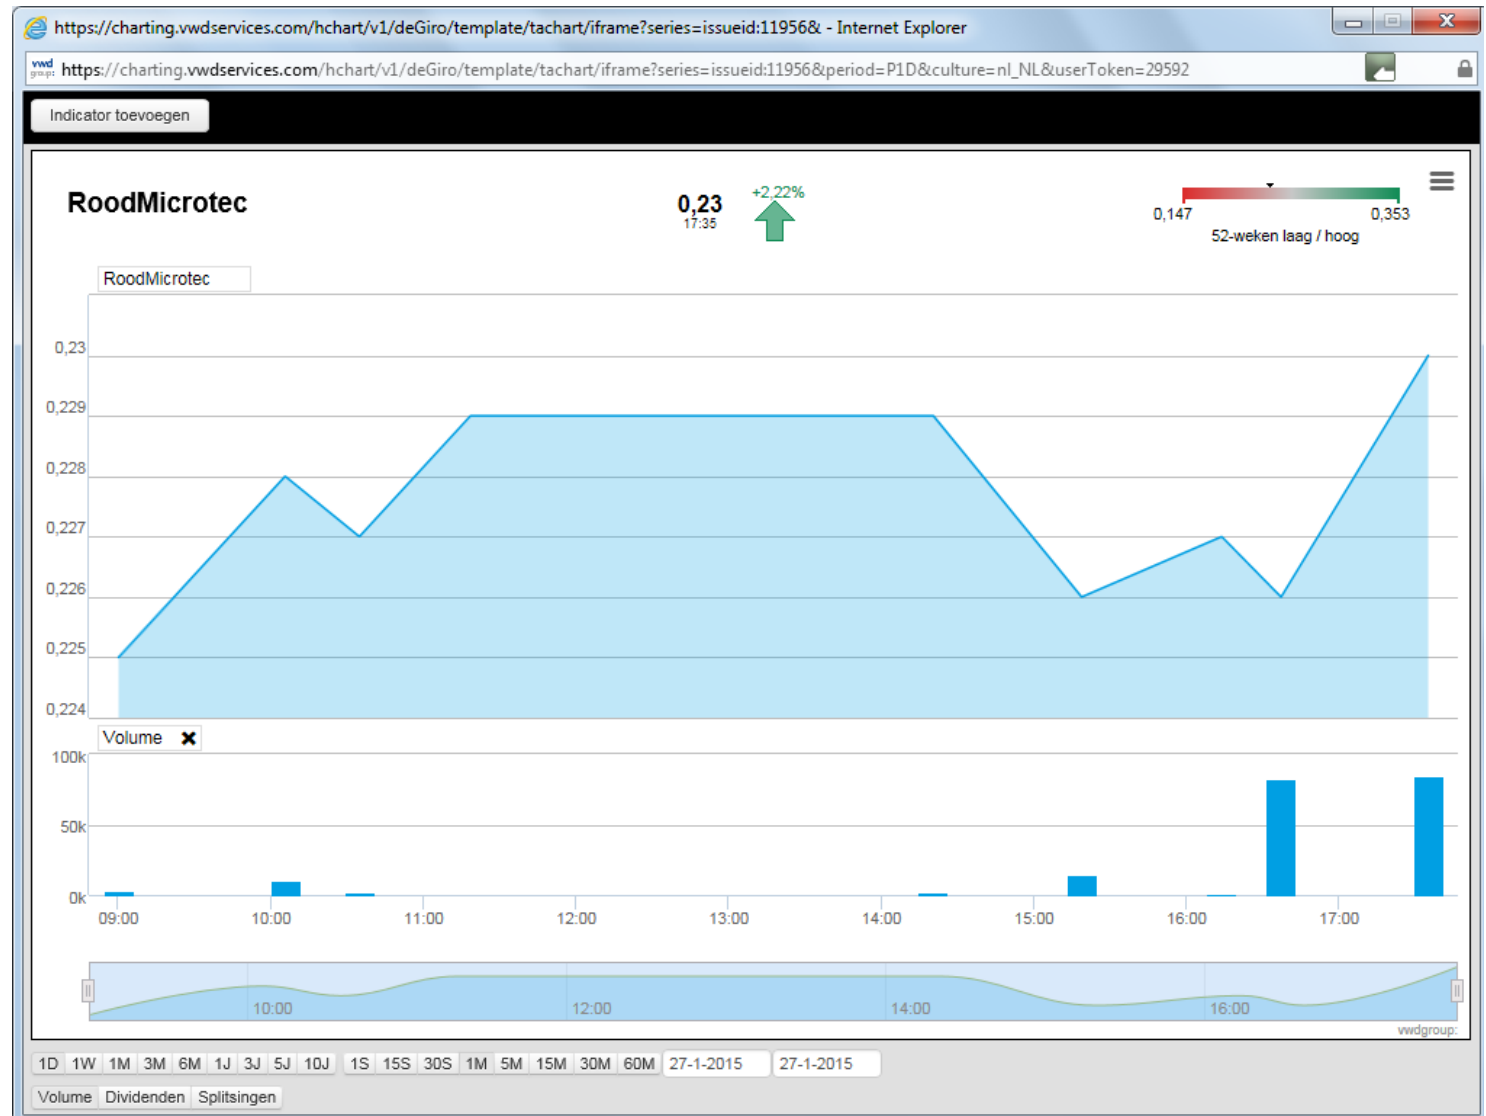 https://charting.vwdservices.com/hchart/v1/deGiro/template/tachart/iframe?series=issueid:11956& - Internet Explorer
vwd group: https://charting.vwdservices.com/hchart/v1/deGiro/template/tachart/iframe?series=issueid:11956&period=P1D&culture=nl_NL&userToken=29592
Indicator toevoegen
RoodMicrotec
0,23
17:35
+2,22%
0,147
0,353
52-weken laag / hoog
RoodMicrotec
0,23
0,229
0,228
0,227
0,226
0,225
0,224
Volume
100k
50k
0k
09:00 10:00 11:00 12:00 13:00 14:00 15:00 16:00 17:00
10:00 12:00 14:00 16:00
vwdgroup:
1D 1W 1M 3M 6M 1J 3J 5J 10J 1S 15S 30S 1M 5M 15M 30M 60M 27-1-2015 27-1-2015
Volume Dividenden Splitsingen